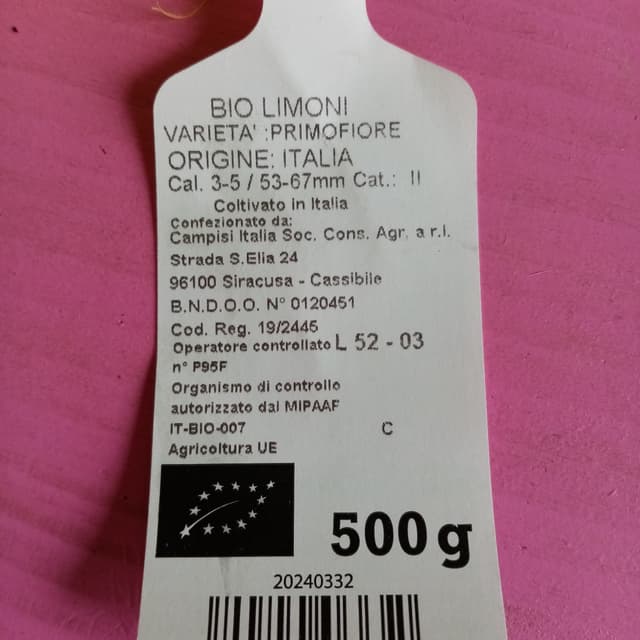 BIO LIMONI
VARIETA' :PRIMOFIORE
ORIGINE: ITALIA
Cal. 3-5 / 53-67mm Cat.: II
Coltivato in Italia
Confezionato da:
Campisi Italia Soc. Cons. Agr. a r.l.
Strada S.Elia 24
96100 Siracusa - Cassibile
B.N.D.O.O. N° 0120451
Cod. Reg. 19/2445
Operatore controllato L 52 - 03
n° P95F
Organismo di controllo
autorizzato dal MIPAAF
IT-BIO-007 C
Agricoltura UE
500 g
20240332